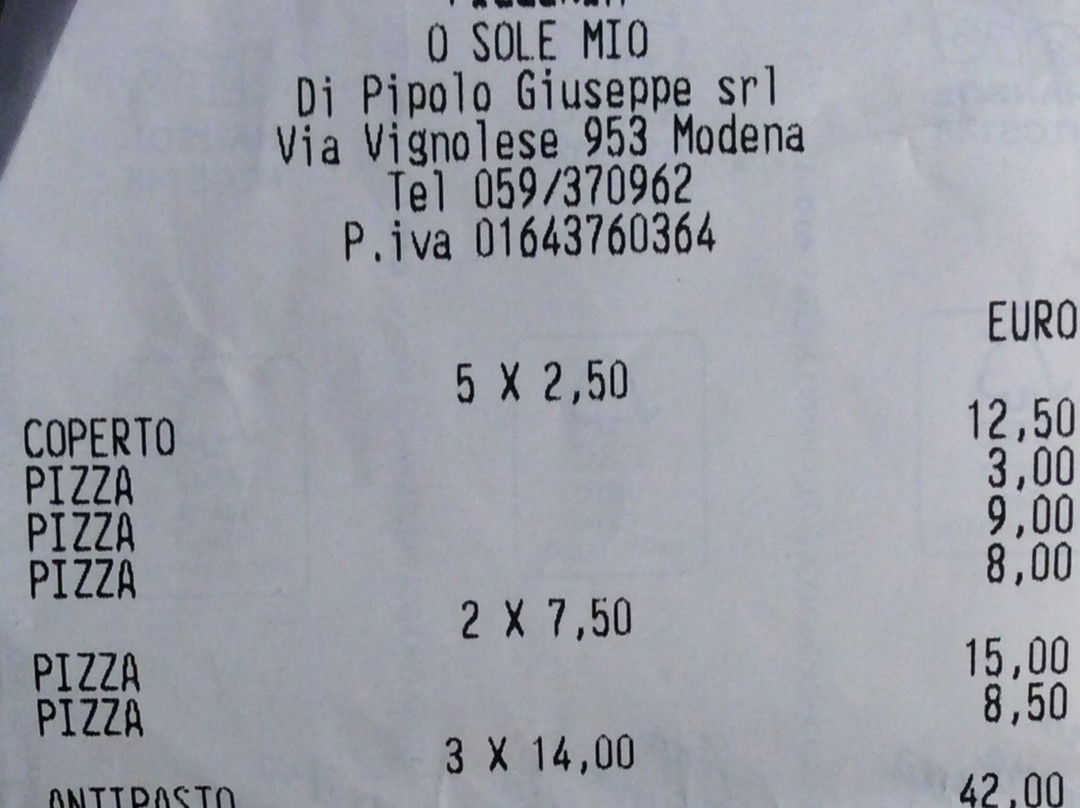 O SOLE MIO
Di Pipolo Giuseppe srl
Via Vignolese 953 Modena
Tel 059/370962
P.iva 01643760364
EURO
5 X 2,50
COPERTO 12,50
PIZZA 3,00
PIZZA 9,00
PIZZA 8,00
2 X 7,50
PIZZA 15,00
PIZZA 8,50
3 X 14,00
ANTIPASTO 42,00